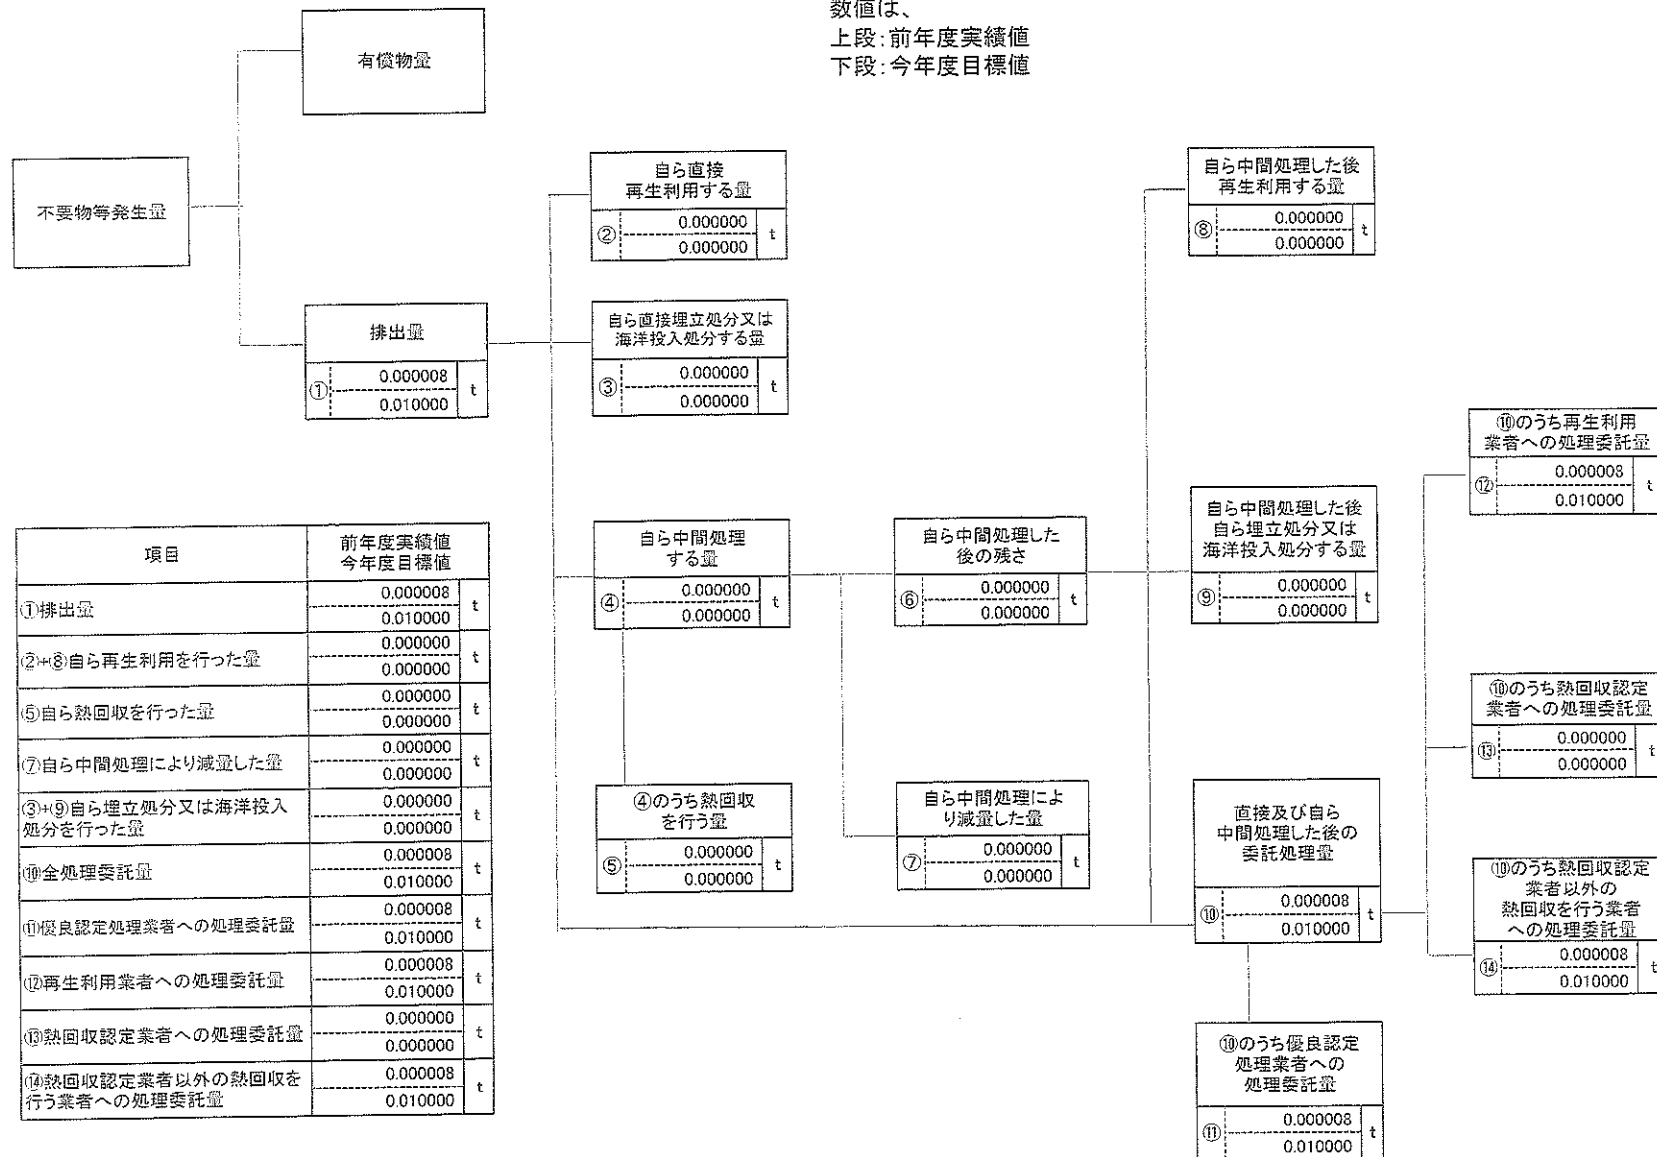 数値は、
上段:前年度実績値
下段:今年度目標値
有償物量
不要物等発生量
排出量
①
0.000008
0.010000
t
自ら直接
再生利用する量
②
0.000000
0.000000
t
自ら直接埋立処分又は
海洋投入処分する量
③
0.000000
0.000000
t
自ら中間処理
する量
④
0.000000
0.000000
t
④のうち熱回収
を行う量
⑤
0.000000
0.000000
t
自ら中間処理した
後の残さ
⑥
0.000000
0.000000
t
自ら中間処理によ
り減量した量
⑦
0.000000
0.000000
t
自ら中間処理した後
再生利用する量
⑧
0.000000
0.000000
t
自ら中間処理した後
自ら埋立処分又は
海洋投入処分する量
⑨
0.000000
0.000000
t
直接及び自ら
中間処理した後の
委託処理量
⑩
0.000008
0.010000
t
⑩のうち優良認定
処理業者への
処理委託量
⑪
0.000008
0.010000
t
⑩のうち再生利用
業者への処理委託量
⑫
0.000008
0.010000
t
⑩のうち熱回収認定
業者への処理委託量
⑬
0.000000
0.000000
t
⑩のうち熱回収認定
業者以外の
熱回収を行う業者
への処理委託量
⑭
0.000008
0.010000
t
項目
前年度実績値
今年度目標値
①排出量
0.000008
0.010000
t
②+⑧自ら再生利用を行った量
0.000000
0.000000
t
⑤自ら熱回収を行った量
0.000000
0.000000
t
⑦自ら中間処理により減量した量
0.000000
0.000000
t
③+⑨自ら埋立処分又は海洋投入
処分を行った量
0.000000
0.000000
t
⑩全処理委託量
0.000008
0.010000
t
⑪優良認定処理業者への処理委託量
0.000008
0.010000
t
⑫再生利用業者への処理委託量
0.000008
0.010000
t
⑬熱回収認定業者への処理委託量
0.000000
0.000000
t
⑭熱回収認定業者以外の熱回収を
行う業者への処理委託量
0.000008
0.010000
t